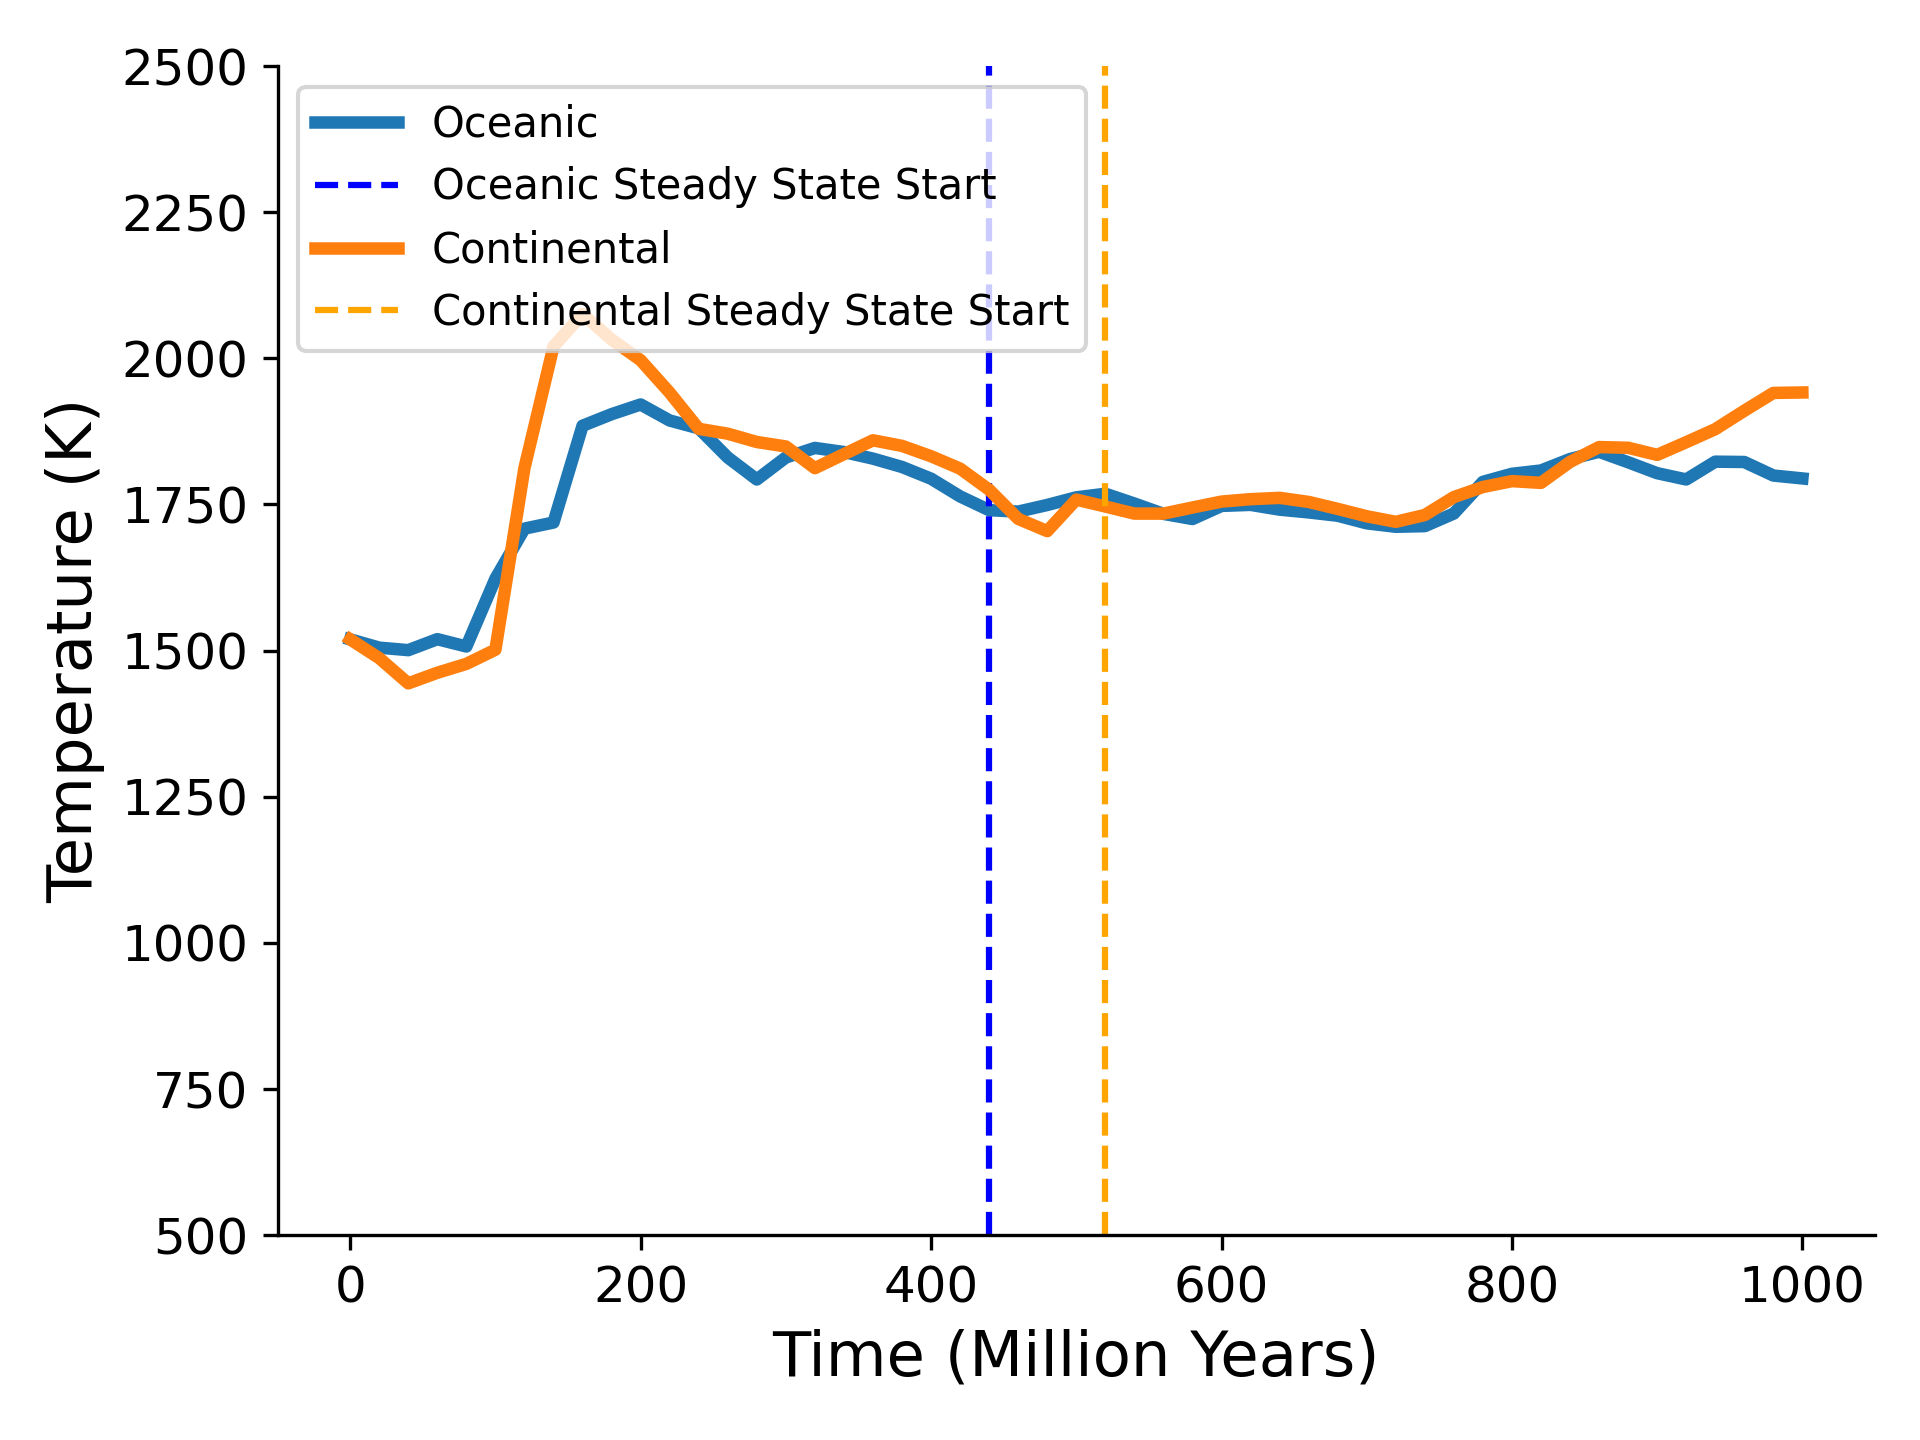 2500
2250
2000
1750
1500
1250
1000
750
500
Temperature (K)
Oceanic
Oceanic Steady State Start
Continental
Continental Steady State Start
0 200 400 600 800 1000
Time (Million Years)